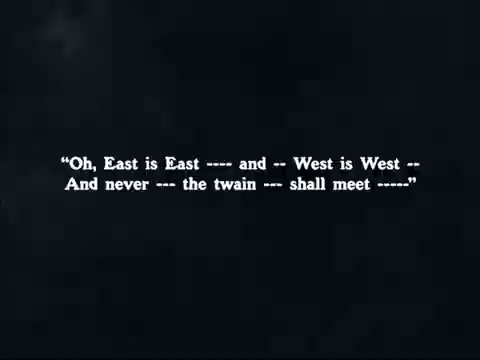 “Oh, East is East ---- and -- West is West --
And never --- the twain --- shall meet -----”